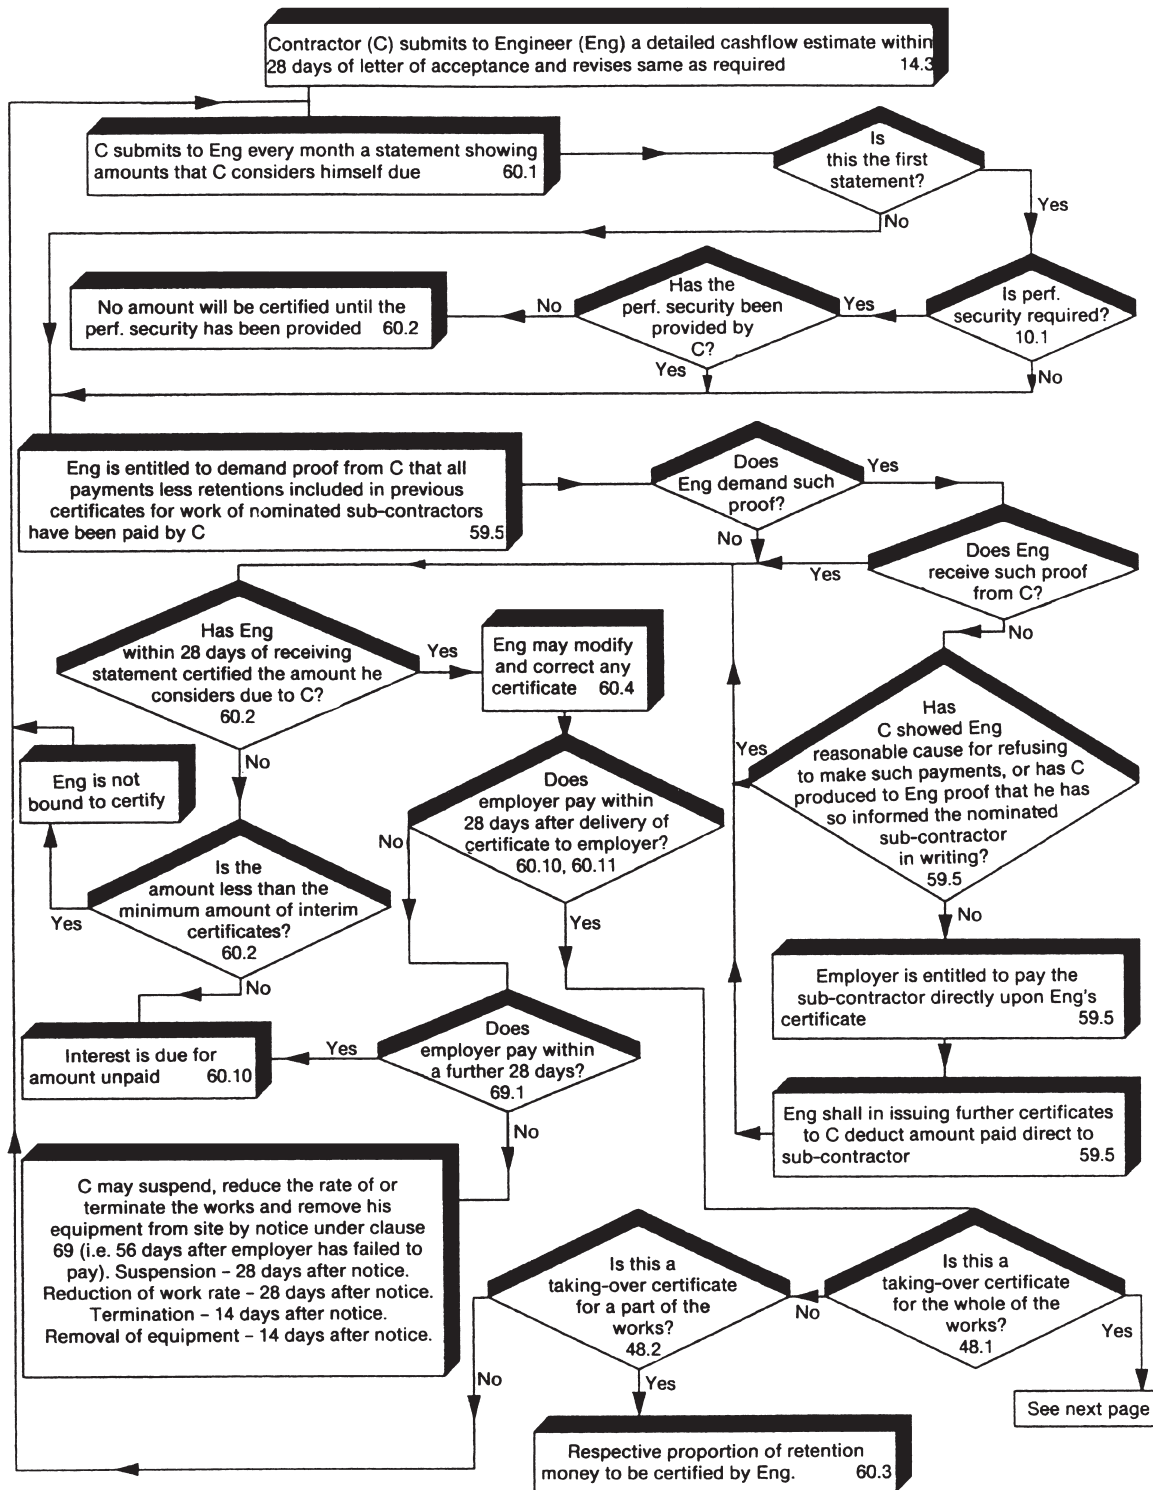 Contractor (C) submits to Engineer (Eng) a detailed cashflow estimate within
28 days of letter of acceptance and revises same as required 14.3
C submits to Eng every month a statement showing
amounts that C considers himself due 60.1
Is
this the first
statement?
Yes
No
Is perf.
security required?
10.1
Yes
No
Has the
perf. security been
provided by
C?
No
Yes
No amount will be certified until the
perf. security has been provided 60.2
Eng is entitled to demand proof from C that all
payments less retentions included in previous
certificates for work of nominated sub-contractors
have been paid by C 59.5
Does
Eng demand such
proof?
Yes
No
Does Eng
receive such proof
from C?
Yes
No
Has Eng
within 28 days of receiving
statement certified the amount he
considers due to C?
60.2
Yes
No
Eng may modify
and correct any
certificate 60.4
Has
C showed Eng
reasonable cause for refusing
to make such payments, or has C
produced to Eng proof that he has
so informed the nominated
sub-contractor
in writing?
59.5
Yes
No
Eng is not
bound to certify
Does
employer pay within
28 days after delivery of
certificate to employer?
60.10, 60.11
No
Yes
Is the
amount less than the
minimum amount of interim
certificates?
60.2
Yes
No
Employer is entitled to pay the
sub-contractor directly upon Eng's
certificate 59.5
Interest is due for
amount unpaid 60.10
Does
employer pay within
a further 28 days?
69.1
Yes
No
Eng shall in issuing further certificates
to C deduct amount paid direct to
sub-contractor 59.5
C may suspend, reduce the rate of or
terminate the works and remove his
equipment from site by notice under clause
69 (i.e. 56 days after employer has failed to
pay). Suspension – 28 days after notice.
Reduction of work rate – 28 days after notice.
Termination – 14 days after notice.
Removal of equipment – 14 days after notice.
Is this a
taking-over certificate
for a part of the
works?
48.2
No
Yes
Is this a
taking-over certificate
for the whole of the
works?
48.1
No
Yes
See next page
Respective proportion of retention
money to be certified by Eng. 60.3